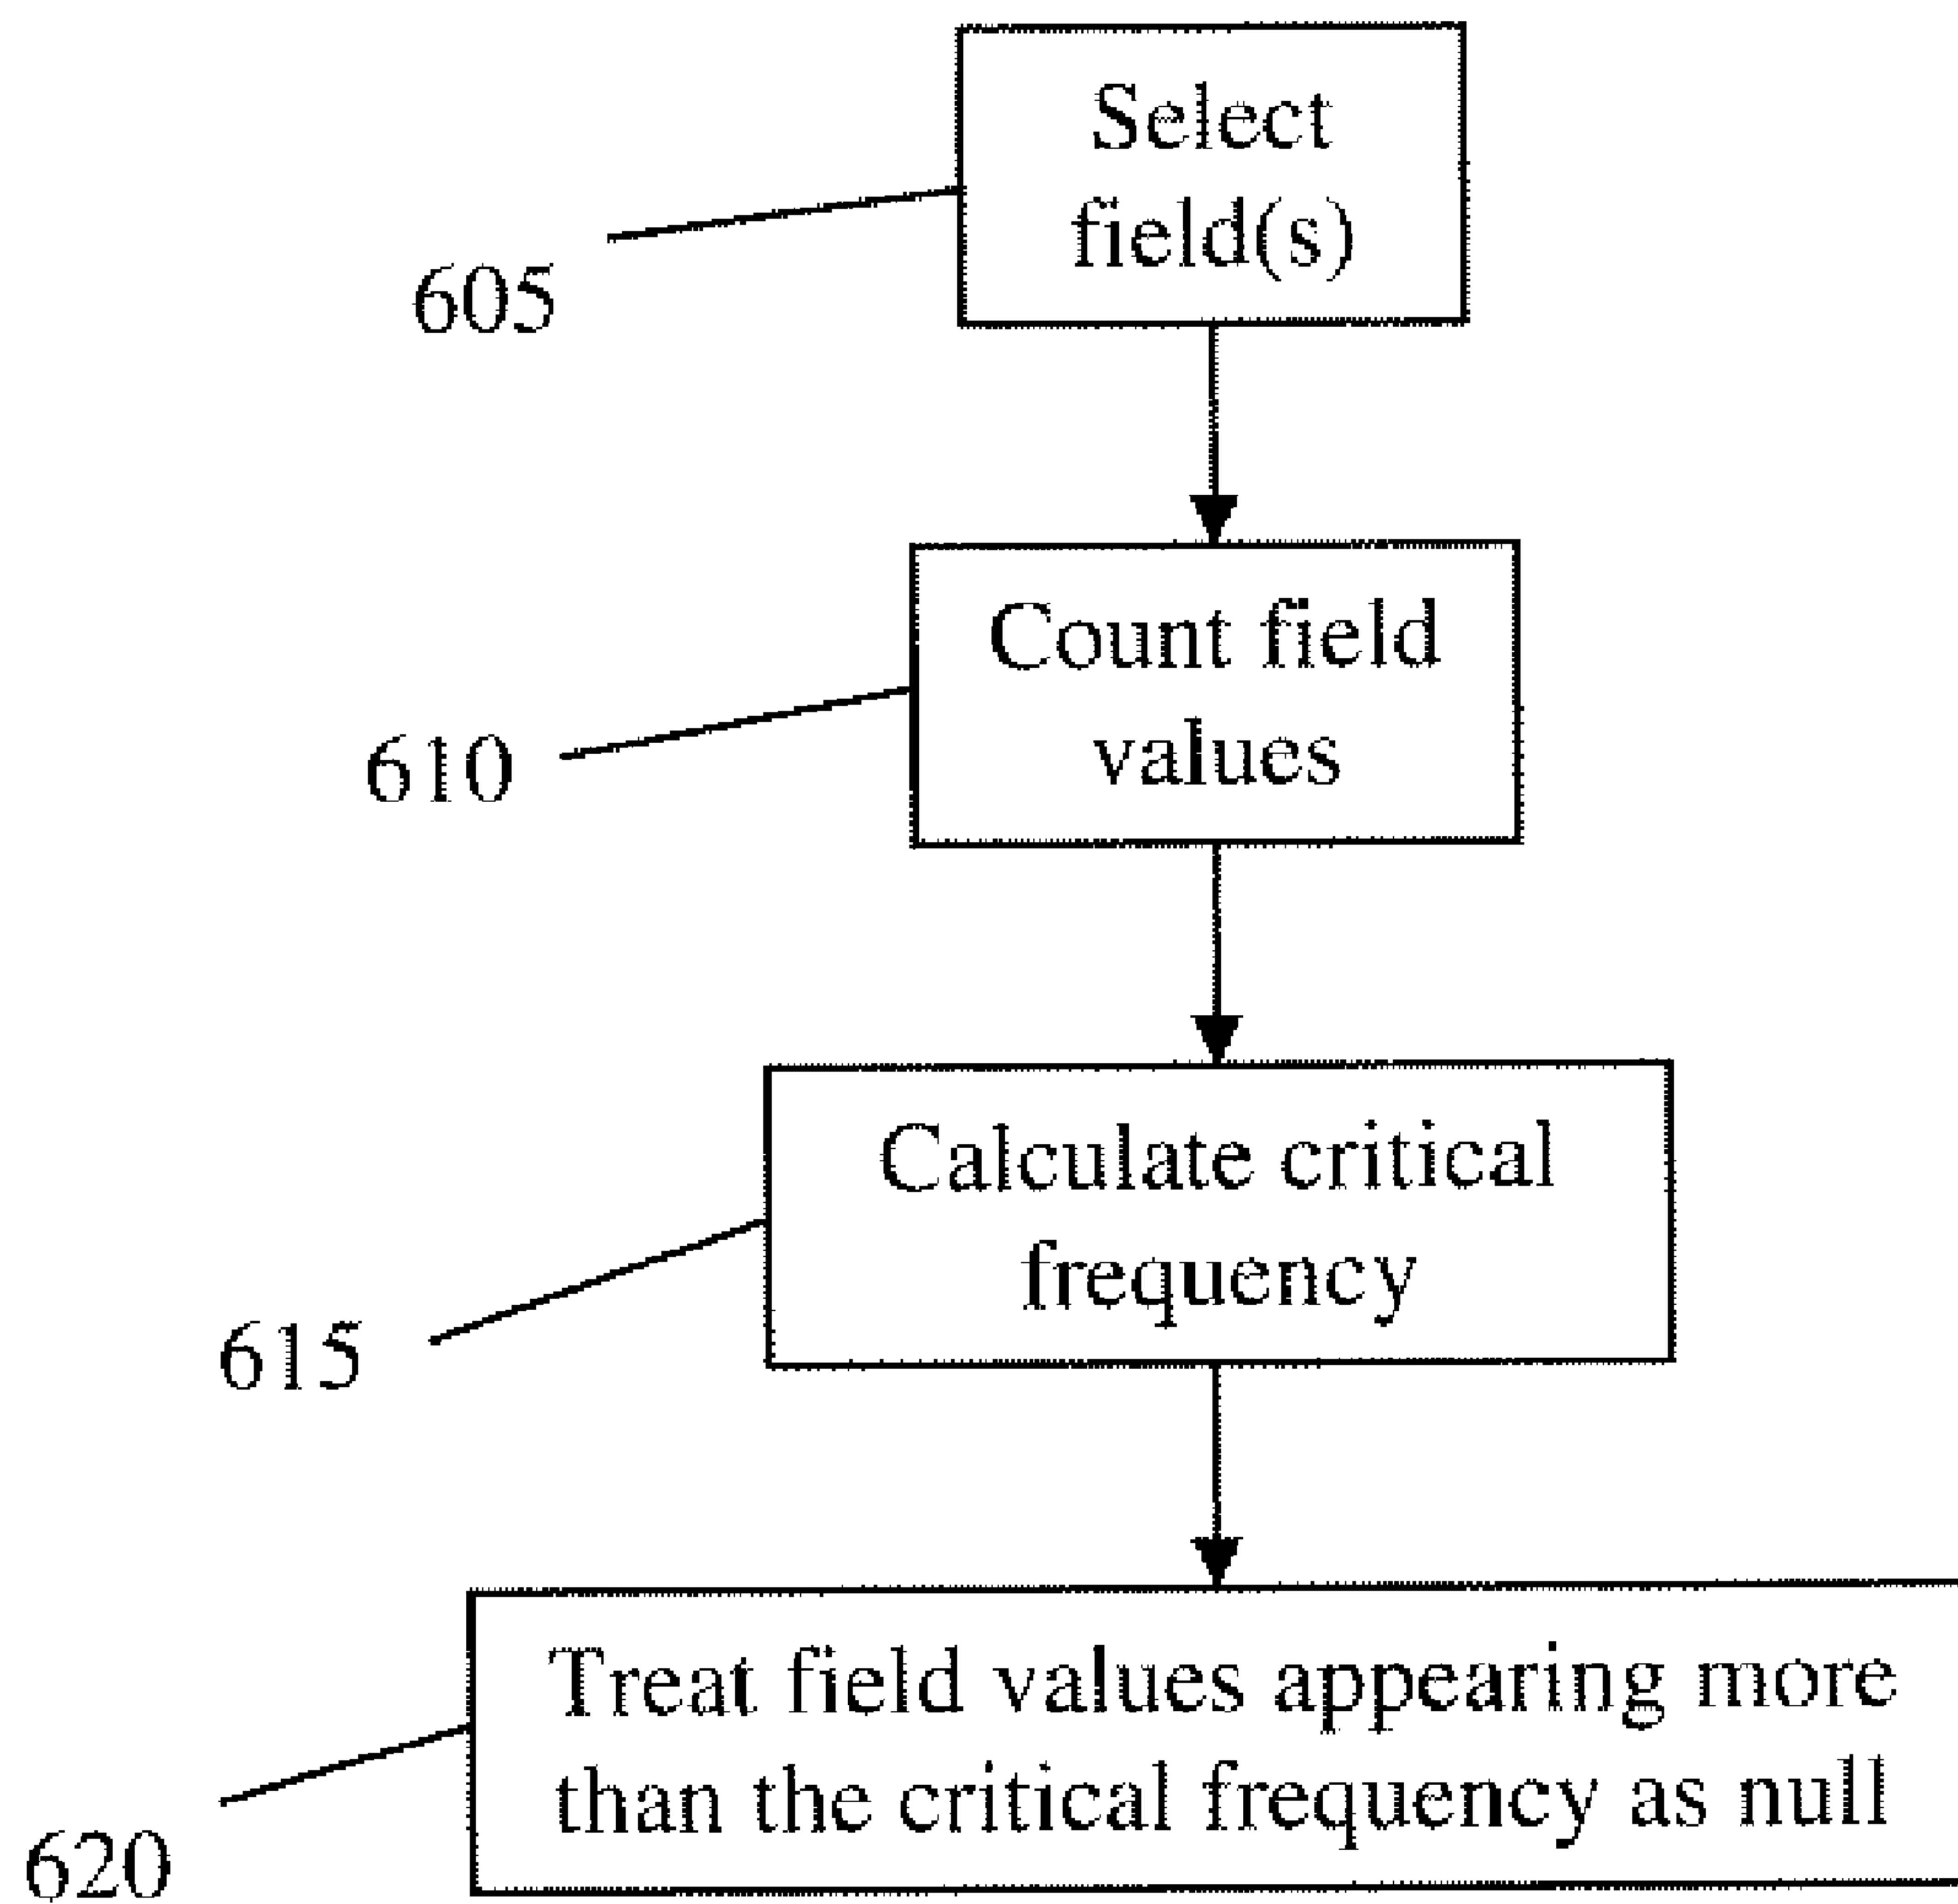 Select
field(s)
605
Count field
values
610
Calculate critical
frequency
615
Treat field values appearing more
than the critical frequency as null
620